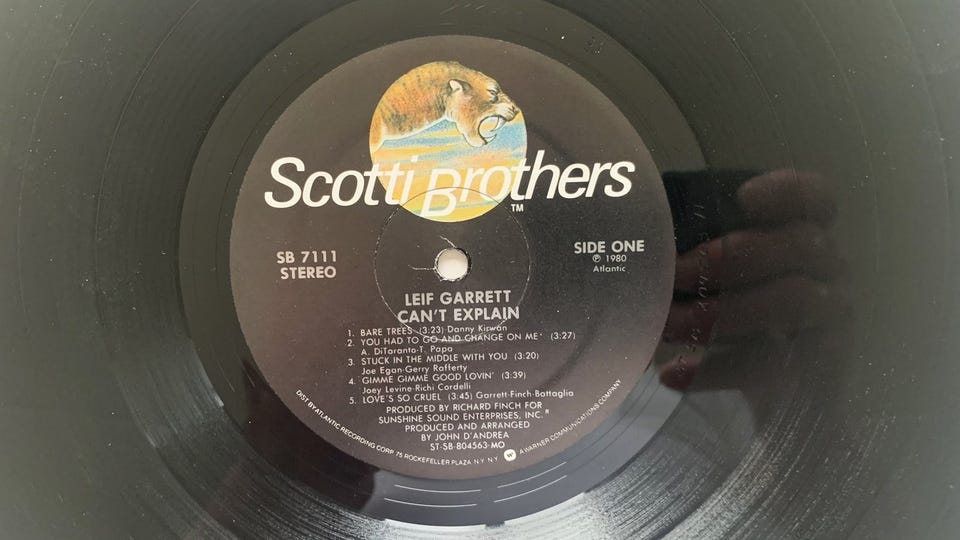 Scotti Brothers
TM
SB 7111
STEREO
SIDE ONE
℗ 1980
Atlantic
LEIF GARRETT
CAN'T EXPLAIN
1. BARE TREES (3:23) Danny Kirwan
2. YOU HAD TO GO AND CHANGE ON ME* (3:27)
A. DiTaranto-T. Papa
3. STUCK IN THE MIDDLE WITH YOU (3:20)
Joe Egan-Gerry Rafferty
4. GIMME GIMME GOOD LOVIN' (3:39)
Joey Levine-Richi Cordelli
5. LOVE'S SO CRUEL (3:45) Garrett-Finch-Battaglia
PRODUCED BY RICHARD FINCH FOR
SUNSHINE SOUND ENTERPRISES, INC.*
PRODUCED AND ARRANGED
BY JOHN D'ANDREA
ST-SB-804563-MO
DIST. BY ATLANTIC RECORDING CORP. 75 ROCKEFELLER PLAZA N.Y. N.Y. A WARNER COMMUNICATIONS COMPANY